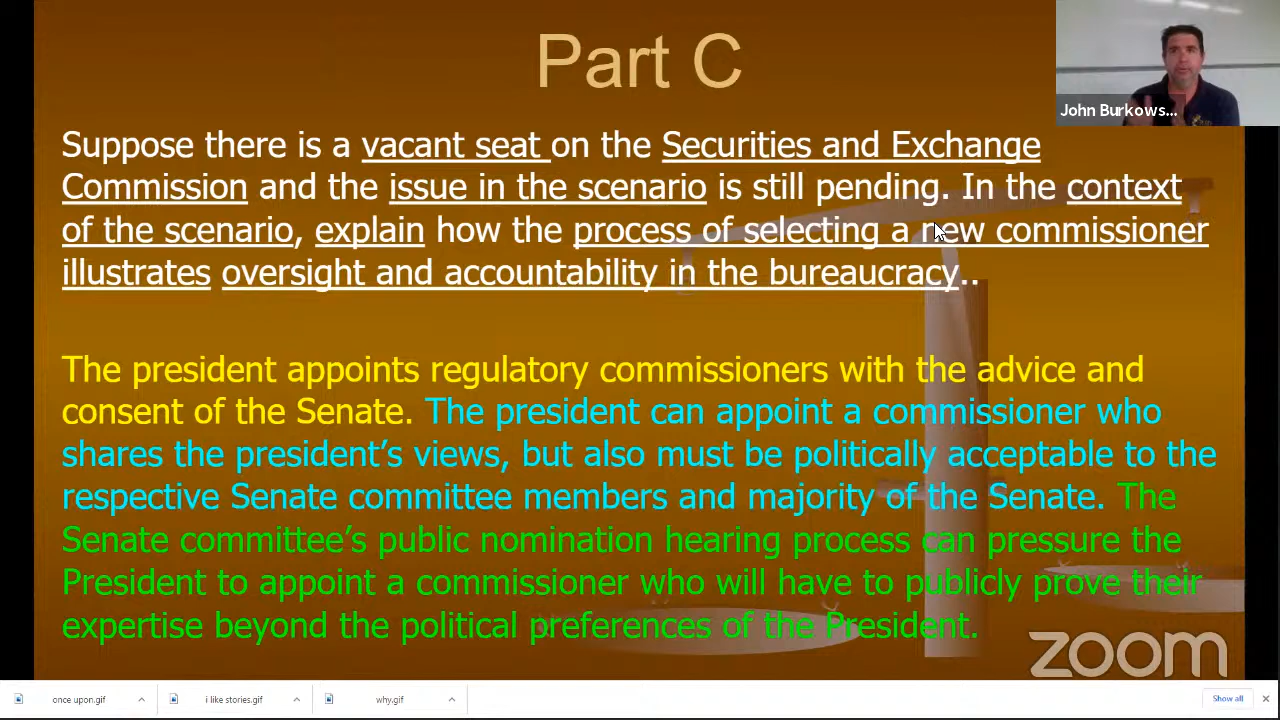 Part C
John Burkows...
Suppose there is a vacant seat on the Securities and Exchange
Commission and the issue in the scenario is still pending. In the context
of the scenario, explain how the process of selecting a new commissioner
illustrates oversight and accountability in the bureaucracy..
The president appoints regulatory commissioners with the advice and
consent of the Senate. The president can appoint a commissioner who
shares the president’s views, but also must be politically acceptable to the
respective Senate committee members and majority of the Senate. The
Senate committee’s public nomination hearing process can pressure the
President to appoint a commissioner who will have to publicly prove their
expertise beyond the political preferences of the President.
zoom
once upon.gif
i like stories.gif
why.gif
Show all